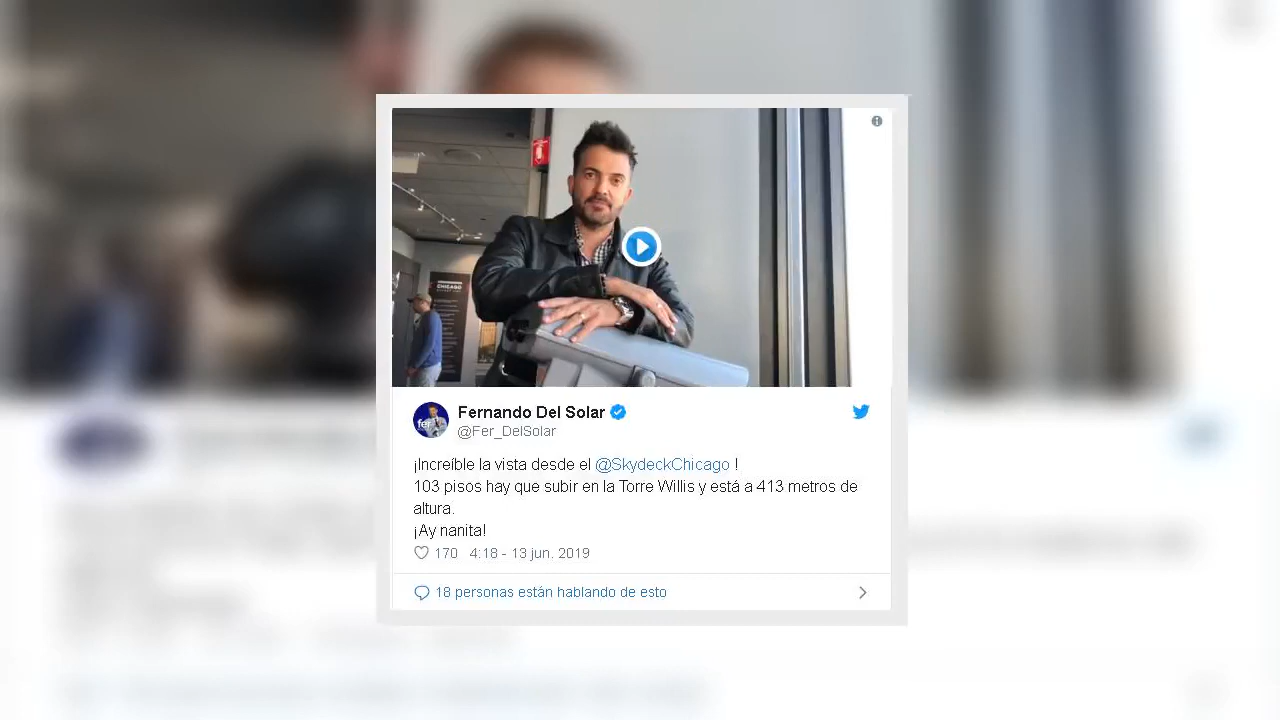 CHICAGO
fer
Fernando Del Solar
@Fer_DelSolar
¡Increíble la vista desde el @SkydeckChicago !
103 pisos hay que subir en la Torre Willis y está a 413 metros de
altura.
¡Ay nanita!
170 4:18 - 13 jun. 2019
18 personas están hablando de esto